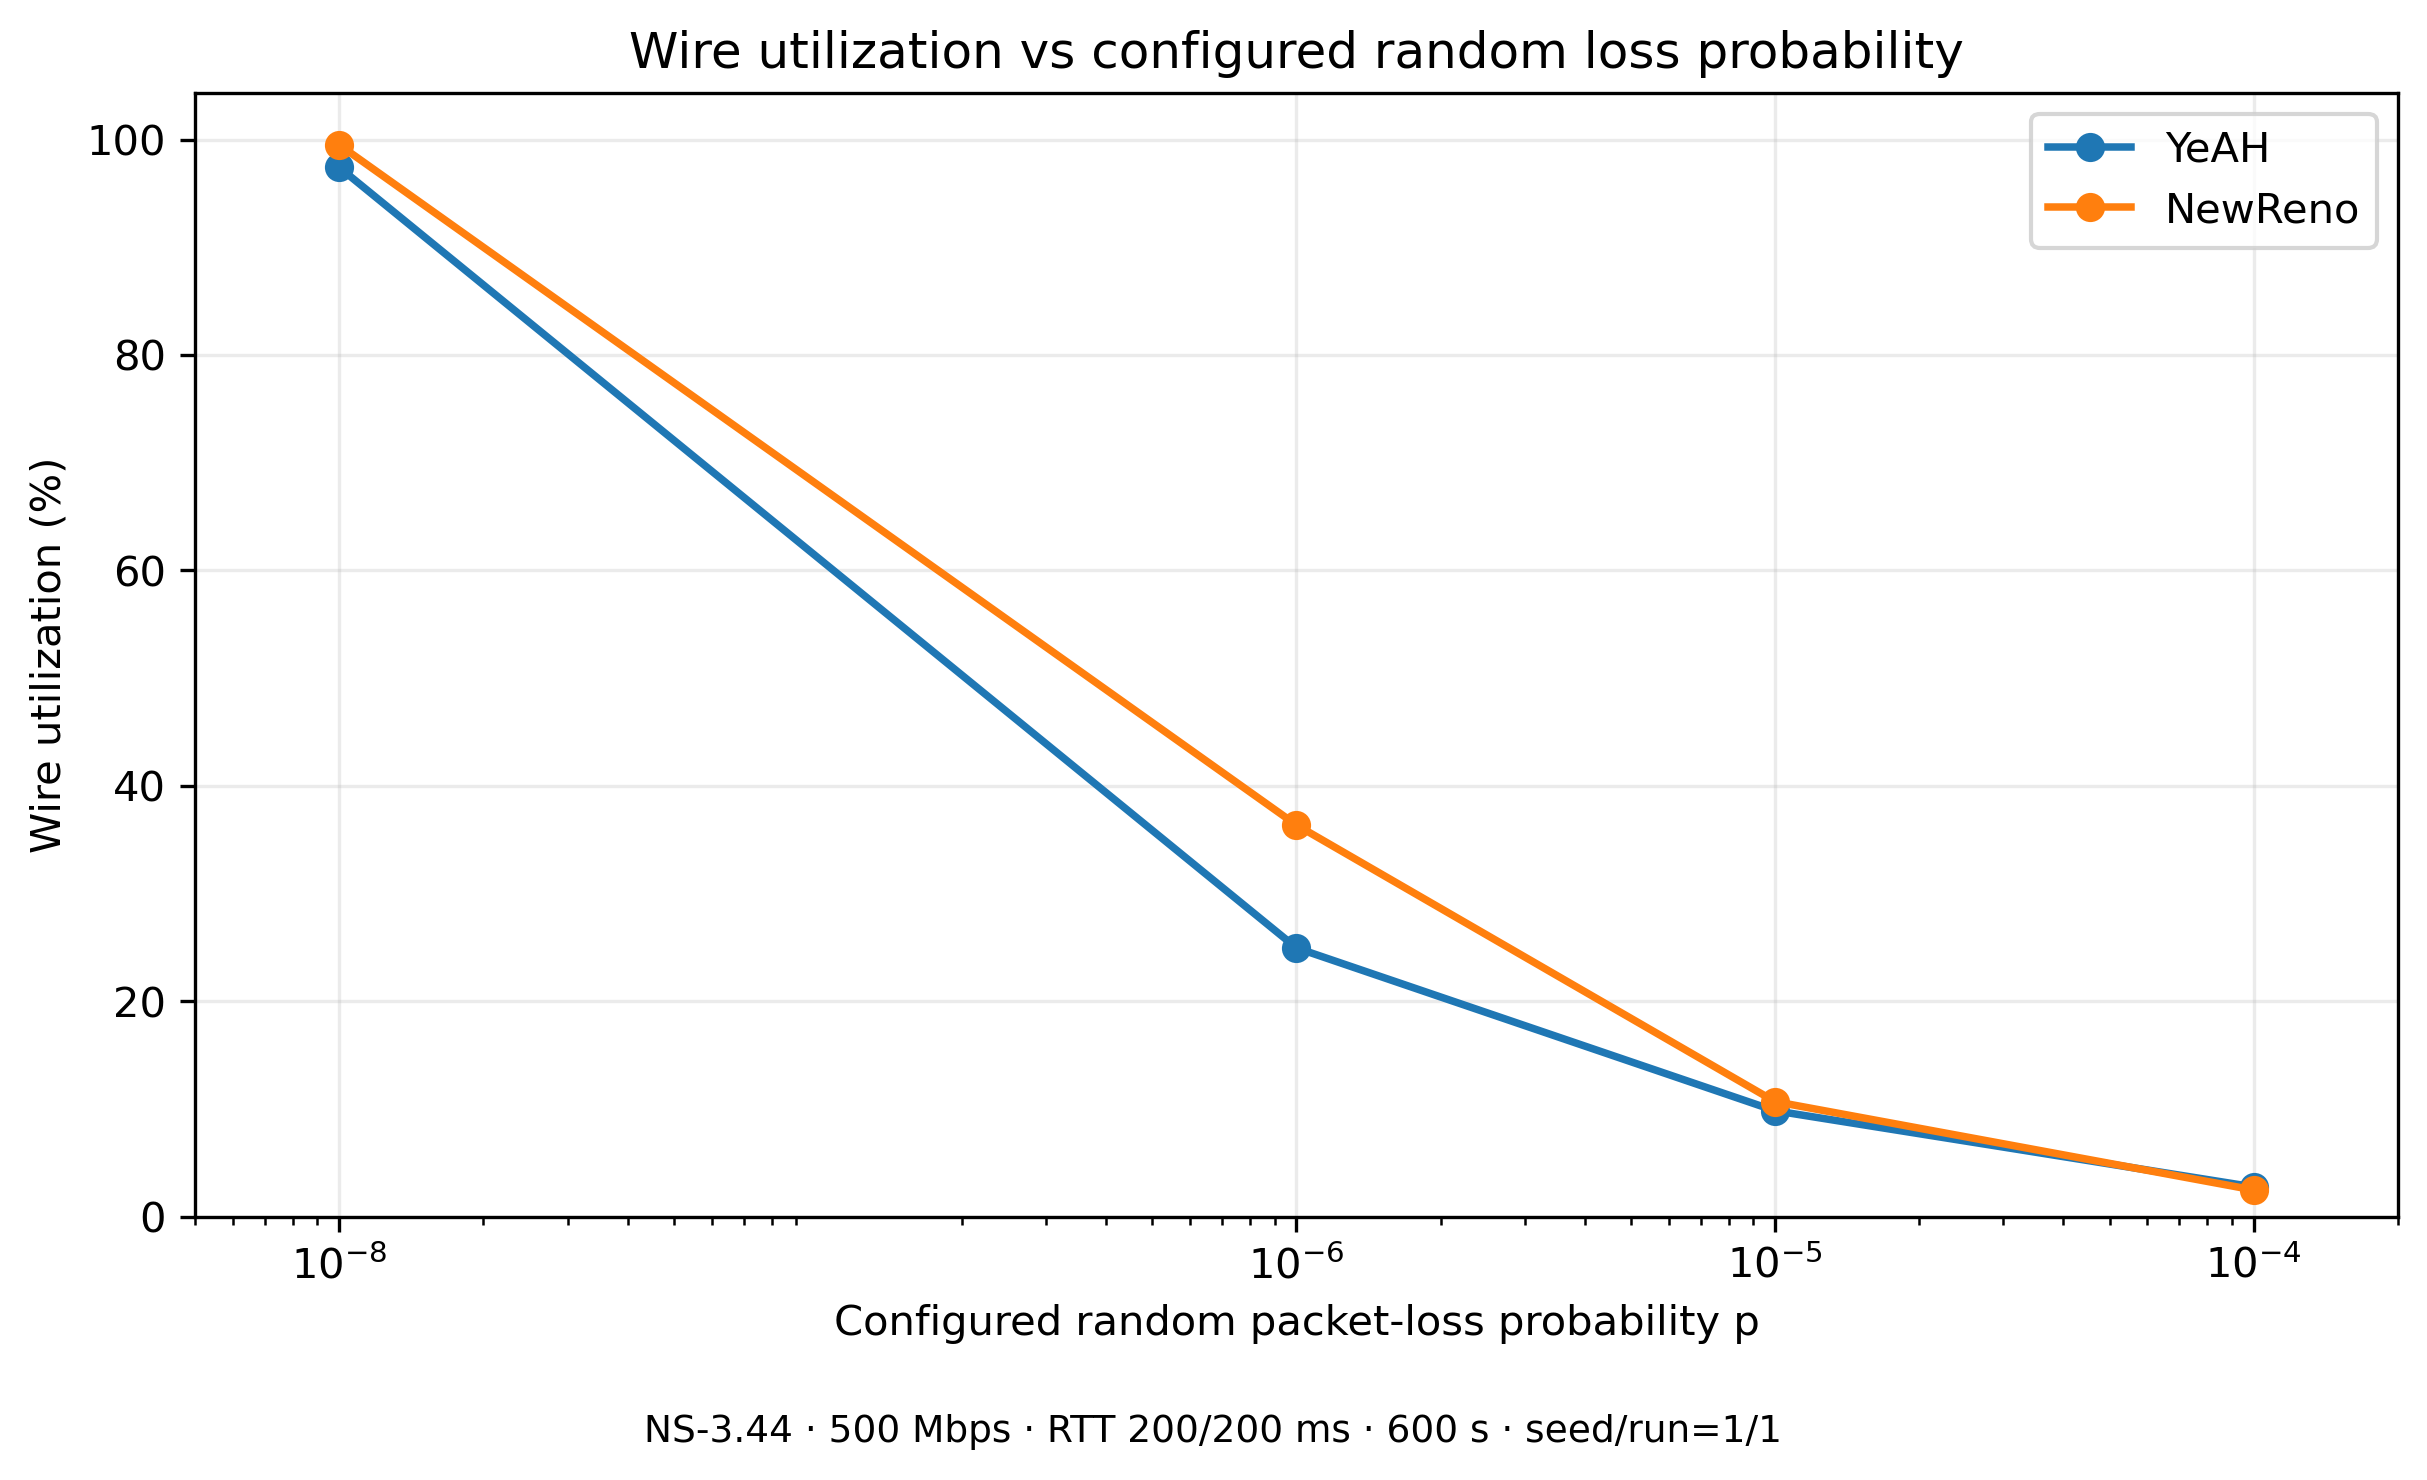 Wire utilization vs configured random loss probability
YeAH
NewReno
Wire utilization (%)
100
80
60
40
20
0
10⁻⁸ 10⁻⁶ 10⁻⁵ 10⁻⁴
Configured random packet-loss probability p
NS-3.44 · 500 Mbps · RTT 200/200 ms · 600 s · seed/run=1/1